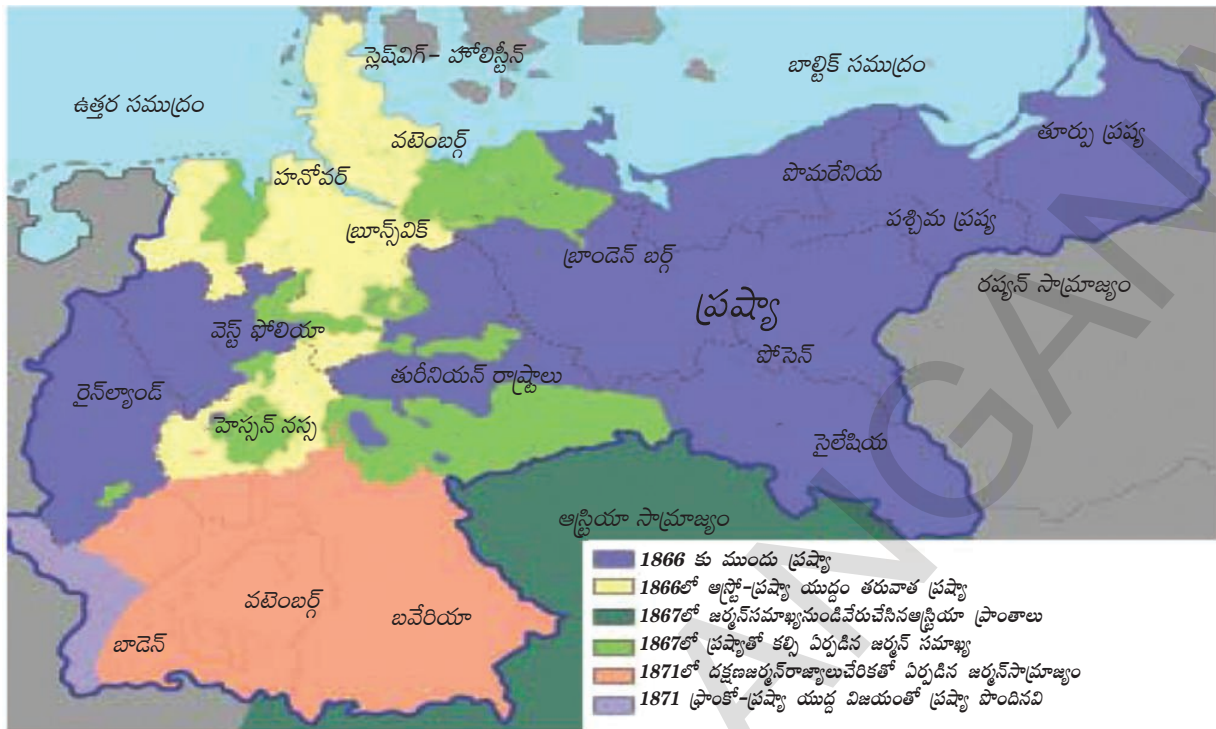 స్లెష్‌విగ్- హోలిస్టీన్
బాల్టిక్ సముద్రం
ఉత్తర సముద్రం
తూర్పు ప్రష్య
వటెంబర్గ్
హనోవర్
పొమరేనియ
బ్రూన్స్‌విక్
పశ్చిమ ప్రష్య
బ్రాండెన్ బర్గ్
రష్యన్ సామ్రాజ్యం
ప్రష్యా
వెస్ట్ ఫోలియా
పోసెన్
తురీనియన్ రాష్ట్రాలు
రైన్‌ల్యాండ్
హెస్సన్ నస్స
సైలేషియ
ఆస్ట్రియా సామ్రాజ్యం
వటెంబర్గ్
బవేరియా
బాడెన్
1866 కు ముందు ప్రష్యా
1866లో ఆస్ట్రో-ప్రష్యా యుద్ధం తరువాత ప్రష్యా
1867లో జర్మన్‌సమాఖ్యనుండివేరుచేసినఆస్ట్రియా ప్రాంతాలు
1867లో ప్రష్యాతో కల్సి ఏర్పడిన జర్మన్ సమాఖ్య
1871లో దక్షణజర్మన్‌రాజ్యాలుచేరికతో ఏర్పడిన జర్మన్‌సామ్రాజ్యం
1871 ఫ్రాంకో-ప్రష్యా యుద్ధ విజయంతో ప్రష్యా పొందినవి
ANGAN